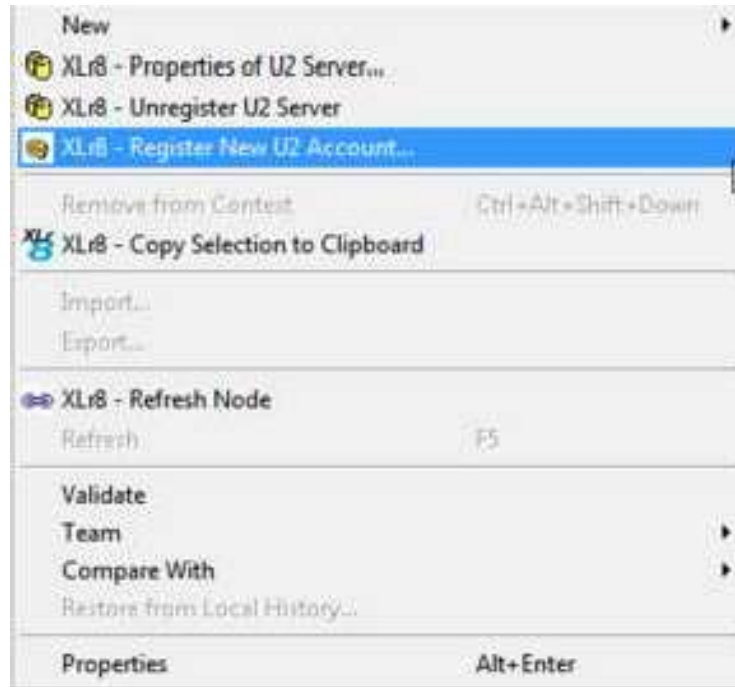 New
XLr8 - Properties of U2 Server...
XLr8 - Unregister U2 Server
XLr8 - Register New U2 Account...
Remove from Context Ctrl+Alt+Shift+Down
XLr8 - Copy Selection to Clipboard
Import...
Export...
XLr8 - Refresh Node
Refresh F5
Validate
Team
Compare With
Restore from Local History...
Properties Alt+Enter